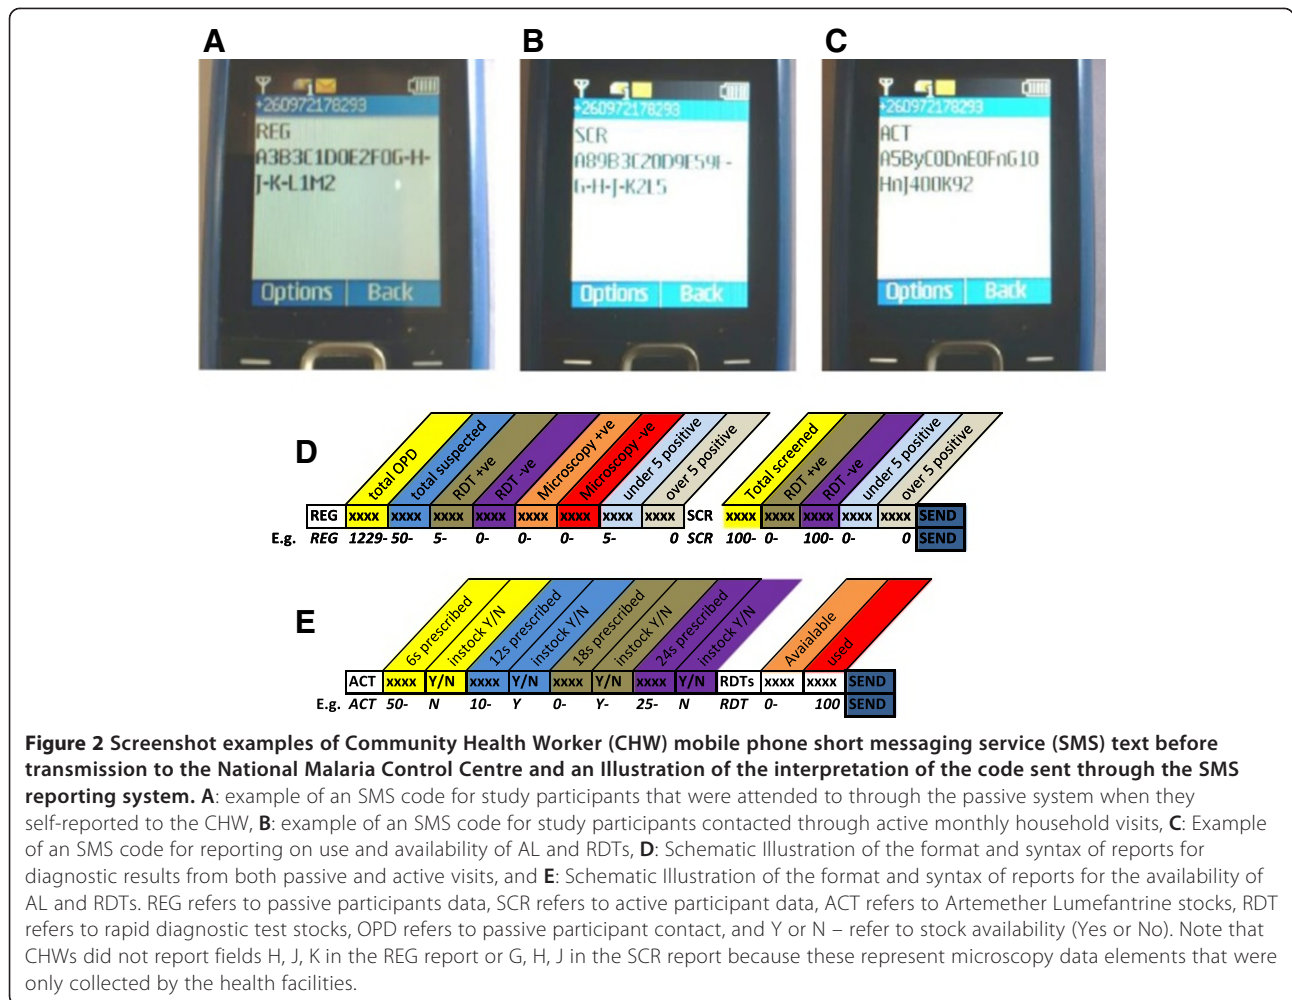 A
B
C
+260972178293
REG
A3B3C1D0E2F0G-H-
J-K-L1M2
Options Back
+260972178293
SCR
A89B3C20D9E59F-
G-H-J-K2L5
Options Back
+260972178293
ACT
A5ByC0DnE0FnG10
HnJ400K92
Options Back
D
total OPD
total suspected
RDT +ve
RDT -ve
Microscopy +ve
Microscopy -ve
under 5 positive
over 5 positive
Total screened
RDT +ve
RDT -ve
under 5 positive
over 5 positive
REG xxxx xxxx xxxx xxxx xxxx xxxx xxxx xxxx SCR xxxx xxxx xxxx xxxx xxxx SEND
E.g. REG 1229- 50- 5- 0- 0- 0- 5- 0 SCR 100- 0- 100- 0- 0 SEND
E
6s prescribed
instock Y/N
12s prescribed
instock Y/N
18s prescribed
instock Y/N
24s prescribed
instock Y/N
Avaialable
used
ACT xxxx Y/N xxxx Y/N xxxx Y/N xxxx Y/N RDTs xxxx xxxx SEND
E.g. ACT 50- N 10- Y 0- Y- 25- N RDT 0- 100 SEND
Figure 2 Screenshot examples of Community Health Worker (CHW) mobile phone short messaging service (SMS) text before
transmission to the National Malaria Control Centre and an Illustration of the interpretation of the code sent through the SMS
reporting system. A: example of an SMS code for study participants that were attended to through the passive system when they
self-reported to the CHW, B: example of an SMS code for study participants contacted through active monthly household visits, C: Example
of an SMS code for reporting on use and availability of AL and RDTs, D: Schematic Illustration of the format and syntax of reports for
diagnostic results from both passive and active visits, and E: Schematic Illustration of the format and syntax of reports for the availability of
AL and RDTs. REG refers to passive participants data, SCR refers to active participant data, ACT refers to Artemether Lumefantrine stocks, RDT
refers to rapid diagnostic test stocks, OPD refers to passive participant contact, and Y or N – refer to stock availability (Yes or No). Note that
CHWs did not report fields H, J, K in the REG report or G, H, J in the SCR report because these represent microscopy data elements that were
only collected by the health facilities.